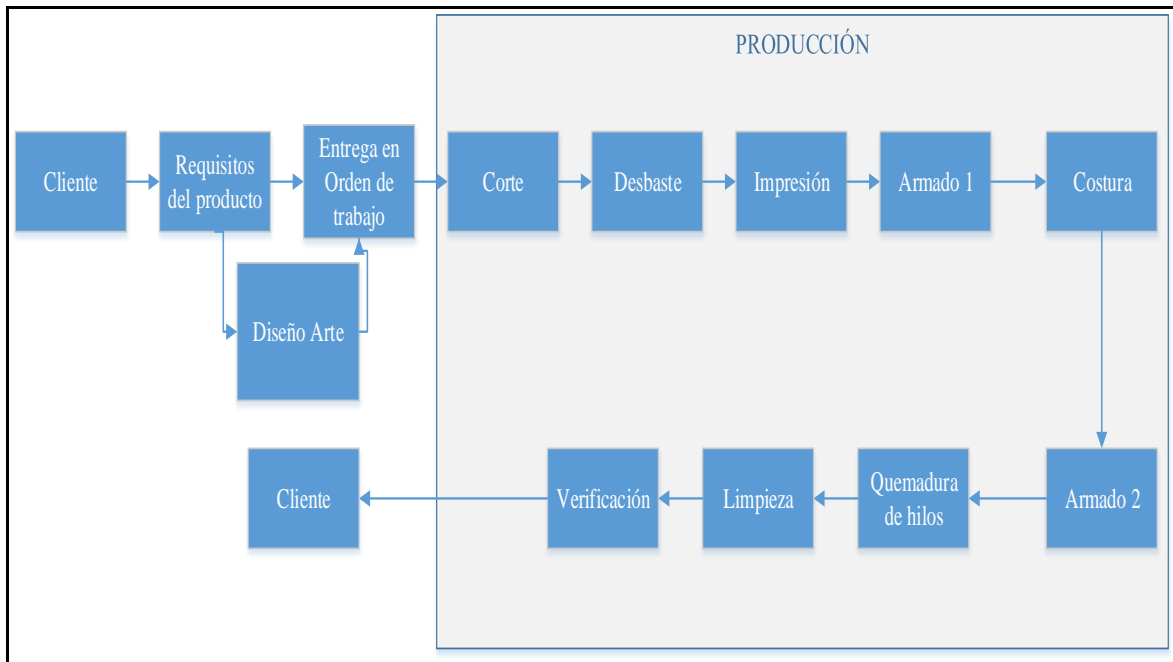 PRODUCCIÓN
Cliente
Requisitos
del producto
Entrega en
Orden de
trabajo
Corte
Desbaste
Impresión
Armado 1
Costura
Diseño Arte
Cliente
Verificación
Limpieza
Quemadura
de hilos
Armado 2